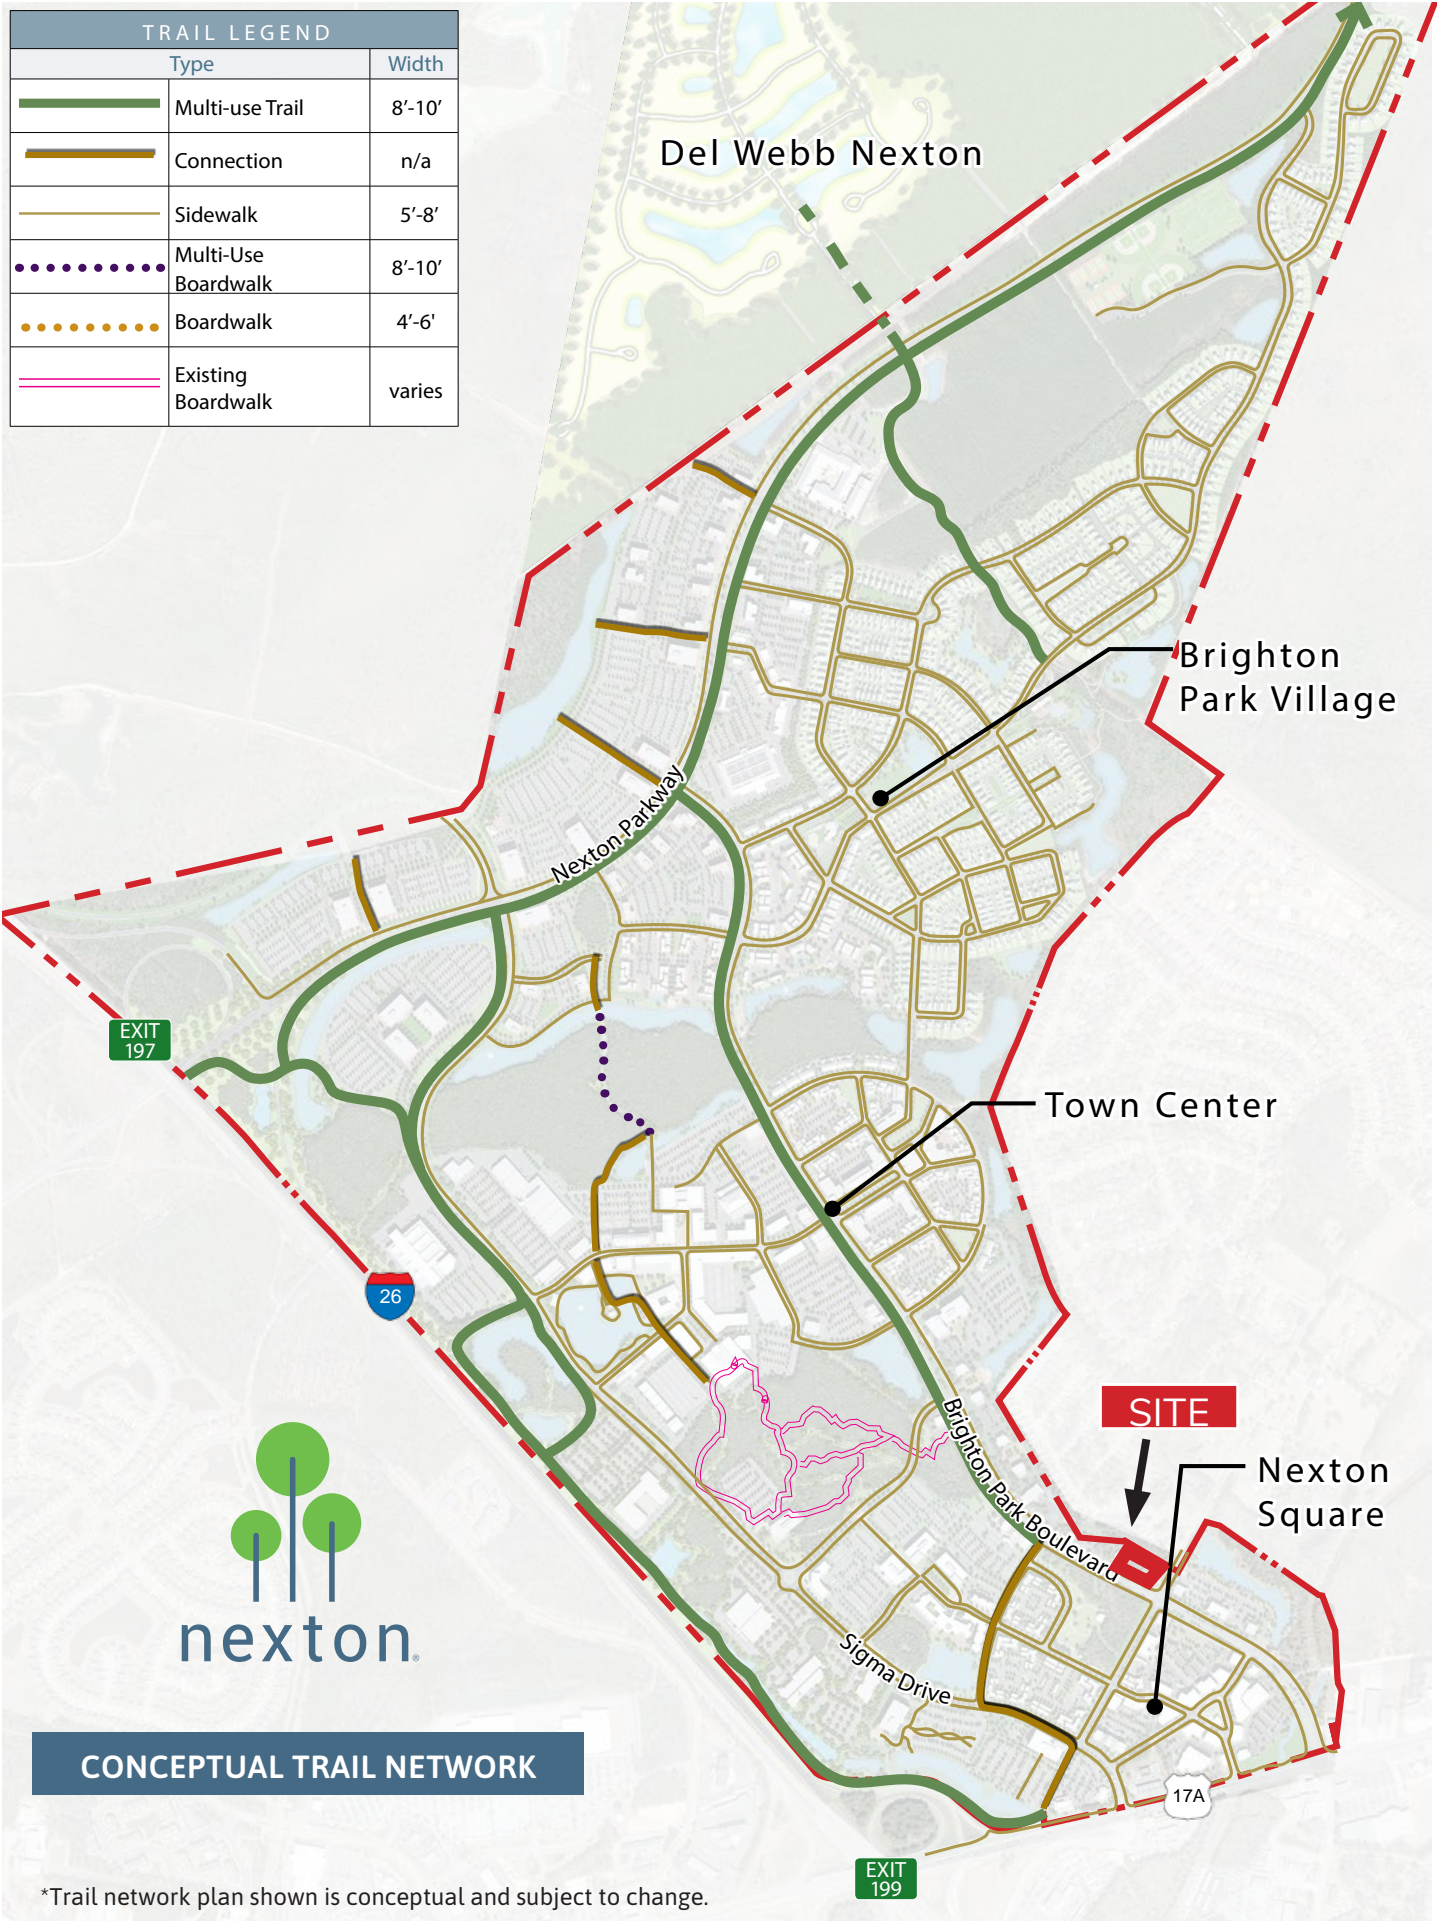 TRAIL LEGEND
Type Width
Multi-use Trail 8’-10’
Connection n/a
Sidewalk 5’-8’
Multi-Use
Boardwalk 8’-10’
Boardwalk 4’-6'
Existing
Boardwalk varies
Del Webb Nexton
Brighton
Park Village
Nexton Parkway
EXIT
197
Town Center
26
SITE
Brighton Park Boulevard
Nexton
Square
nexton®
Sigma Drive
CONCEPTUAL TRAIL NETWORK
17A
EXIT
199
*Trail network plan shown is conceptual and subject to change.